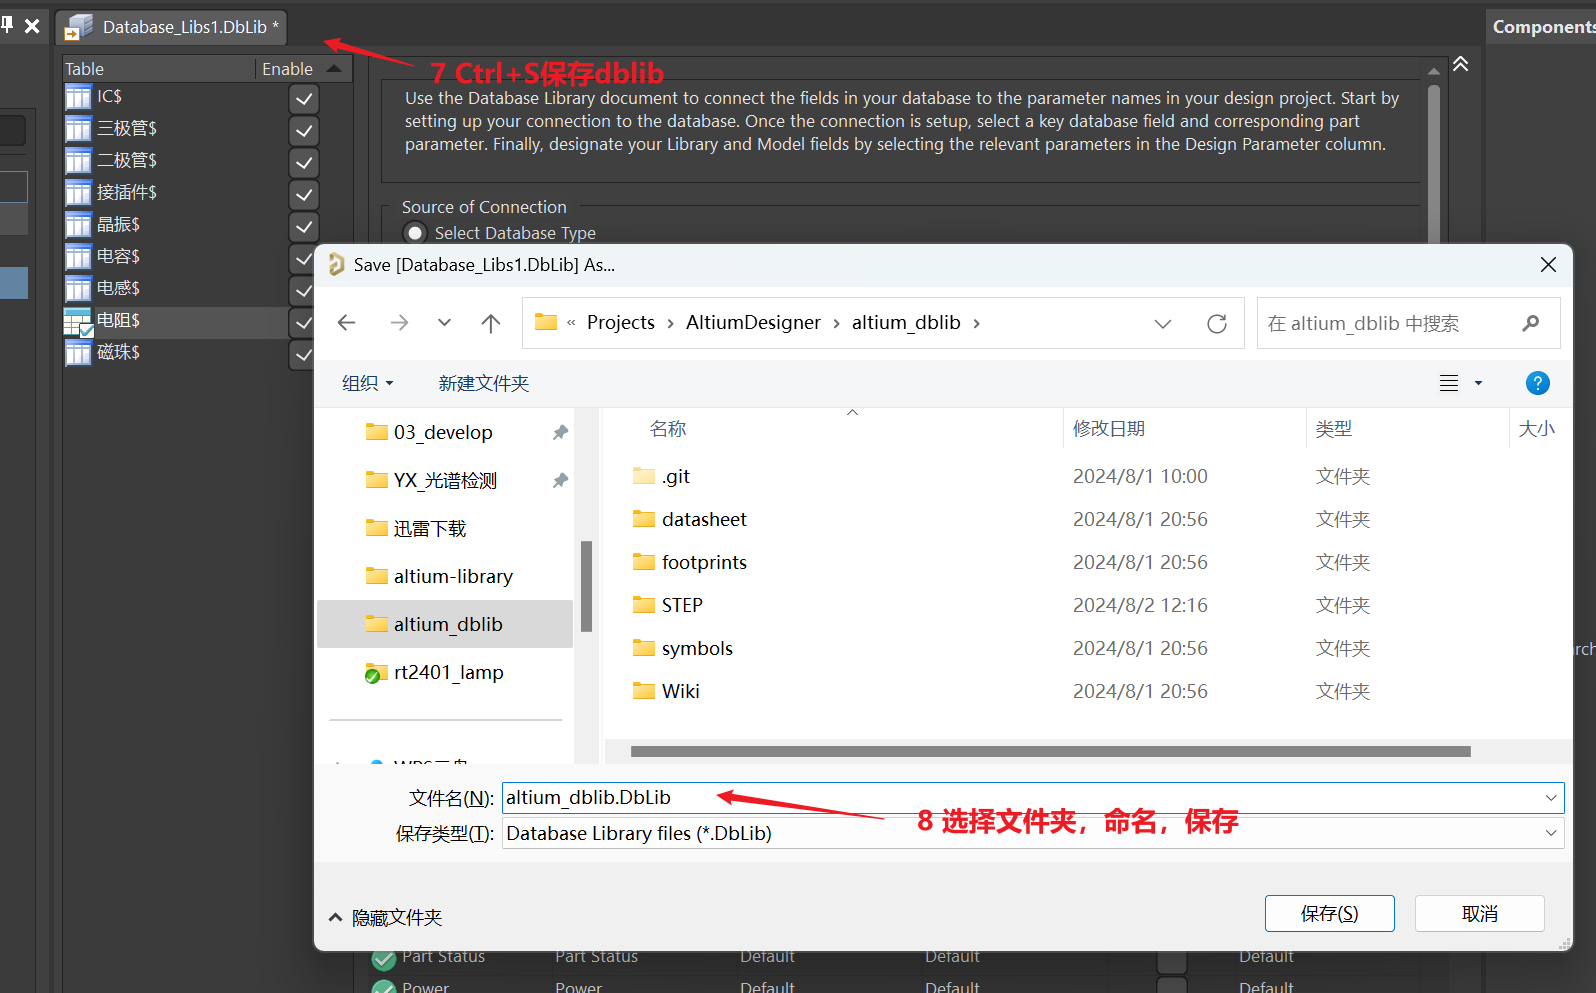 Database_Libs1.DbLib *
Components
Table
Enable
7 Ctrl+S保存dblib
IC$
三极管$
二极管$
接插件$
晶振$
电容$
电感$
电阻$
磁珠$
Use the Database Library document to connect the fields in your database to the parameter names in your design project. Start by
setting up your connection to the database. Once the connection is setup, select a key database field and corresponding part
parameter. Finally, designate your Library and Model fields by selecting the relevant parameters in the Design Parameter column.
Source of Connection
Select Database Type
Save [Database_Libs1.DbLib] As...
« Projects › AltiumDesigner › altium_dblib ›
在 altium_dblib 中搜索
组织
新建文件夹
?
03_develop
YX_光谱检测
迅雷下载
altium-library
altium_dblib
rt2401_lamp
名称
修改日期
类型
大小
.git 2024/8/1 10:00 文件夹
datasheet 2024/8/1 20:56 文件夹
footprints 2024/8/1 20:56 文件夹
STEP 2024/8/2 12:16 文件夹
symbols 2024/8/1 20:56 文件夹
Wiki 2024/8/1 20:56 文件夹
文件名(N): altium_dblib.DbLib
8 选择文件夹，命名，保存
保存类型(T): Database Library files (*.DbLib)
隐藏文件夹
保存(S)
取消
Part Status Part Status Default Default Default
Power Power Default Default Default